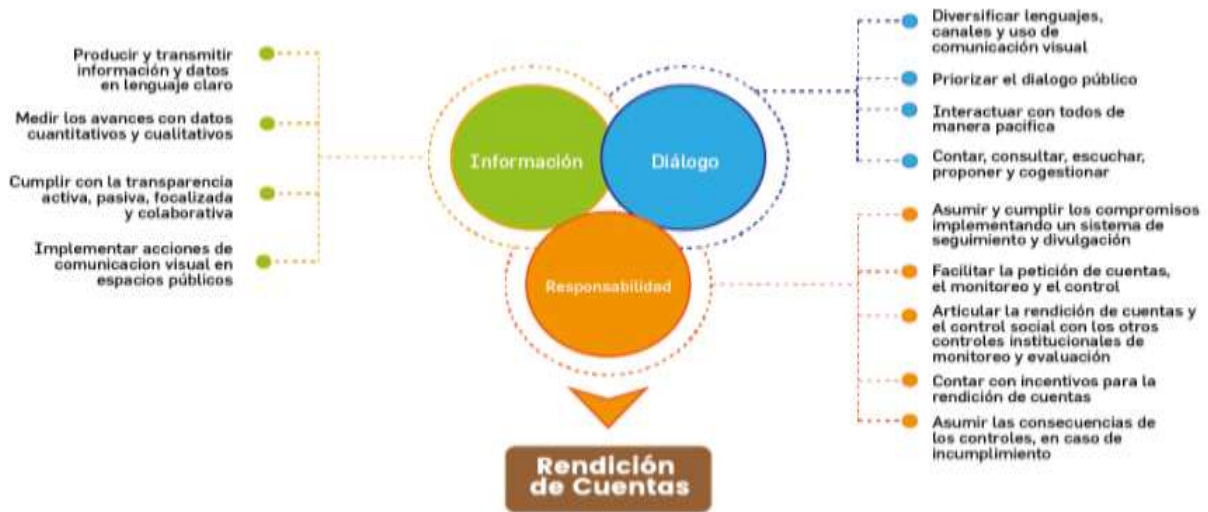 Producir y transmitir
información y datos
en lenguaje claro
Medir los avances con datos
cuantitativos y cualitativos
Cumplir con la transparencia
activa, pasiva, focalizada
y colaborativa
Implementar acciones de
comunicacion visual en
espacios públicos
Información
Diálogo
Responsabilidad
Diversificar lenguajes,
canales y uso de
comunicación visual
Priorizar el dialogo público
Interactuar con todos de
manera pacifica
Contar, consultar, escuchar,
proponer y cogestionar
Asumir y cumplir los compromisos
implementando un sistema de
seguimiento y divulgación
Facilitar la petición de cuentas,
el monitoreo y el control
Articular la rendición de cuentas y
el control social con los otros
controles institucionales de
monitoreo y evaluación
Contar con incentivos para la
rendición de cuentas
Asumir las consecuencias de
los controles, en caso de
incumplimiento
Rendición
de Cuentas